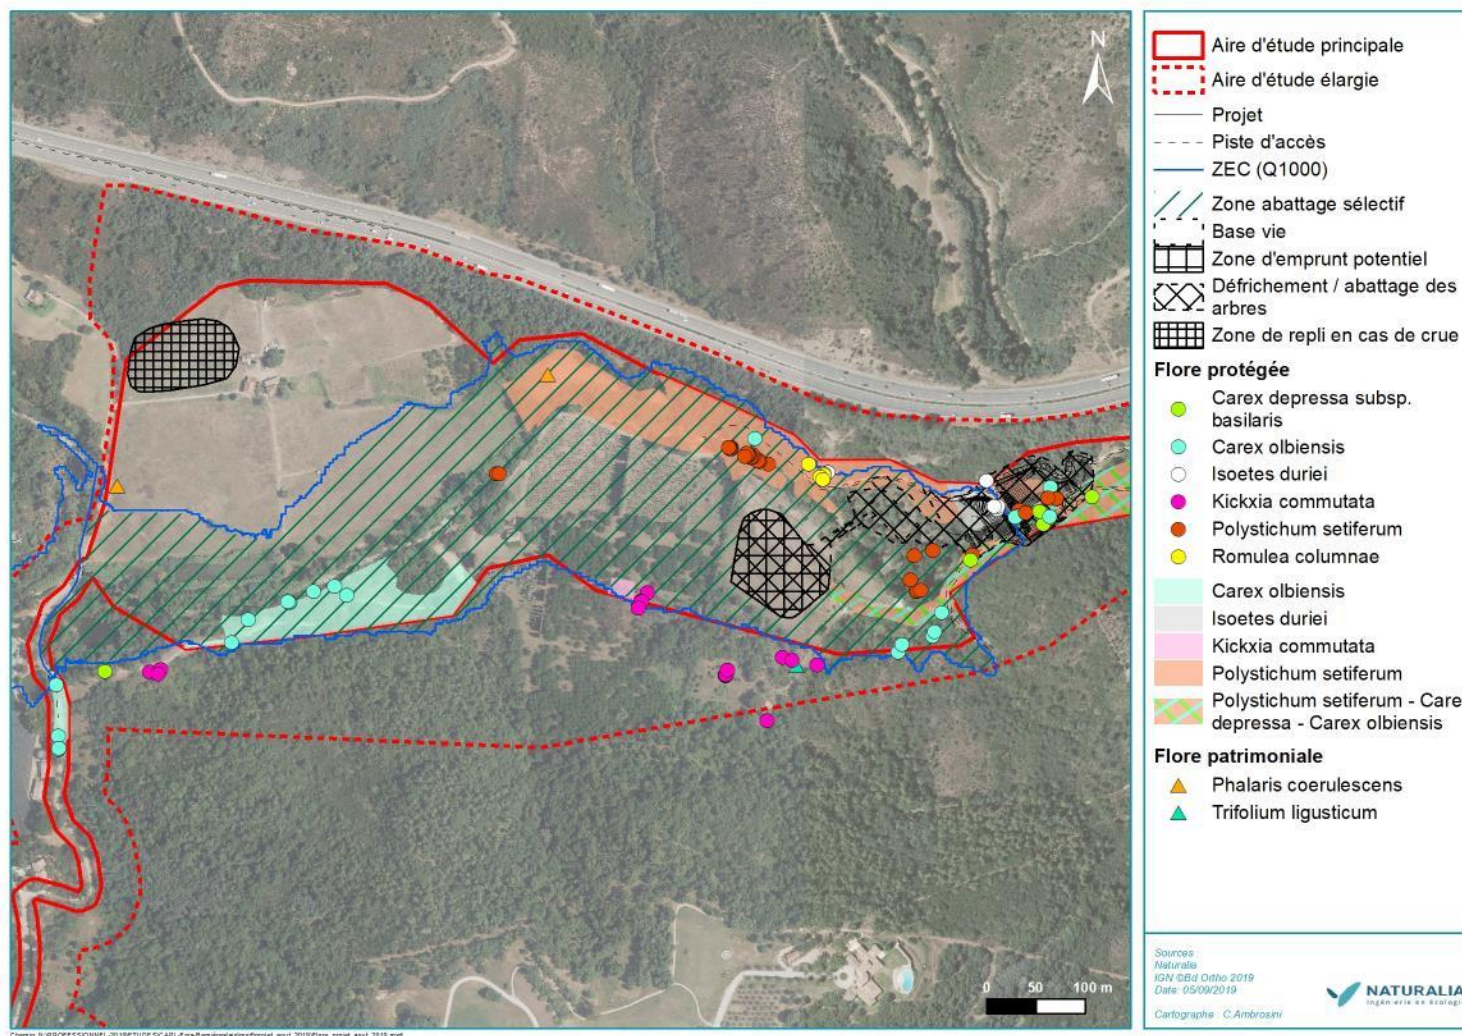 N
0 50 100 m
Aire d'étude principale
Aire d'étude élargie
Projet
Piste d'accès
ZEC (Q1000)
Zone abattage sélectif
Base vie
Zone d'emprunt potentiel
Défrichement / abattage des
arbres
Zone de repli en cas de crue
Flore protégée
Carex depressa subsp.
basilaris
Carex olbiensis
Isoetes duriei
Kickxia commutata
Polystichum setiferum
Romulea columnae
Carex olbiensis
Isoetes duriei
Kickxia commutata
Polystichum setiferum
Polystichum setiferum - Care
depressa - Carex olbiensis
Flore patrimoniale
Phalaris coerulescens
Trifolium ligusticum
Sources :
Naturalia
IGN ©Bd Ortho 2019
Date: 05/09/2019
Cartographe : C.Ambrosini
NATURALIA
Ingénierie en écologi